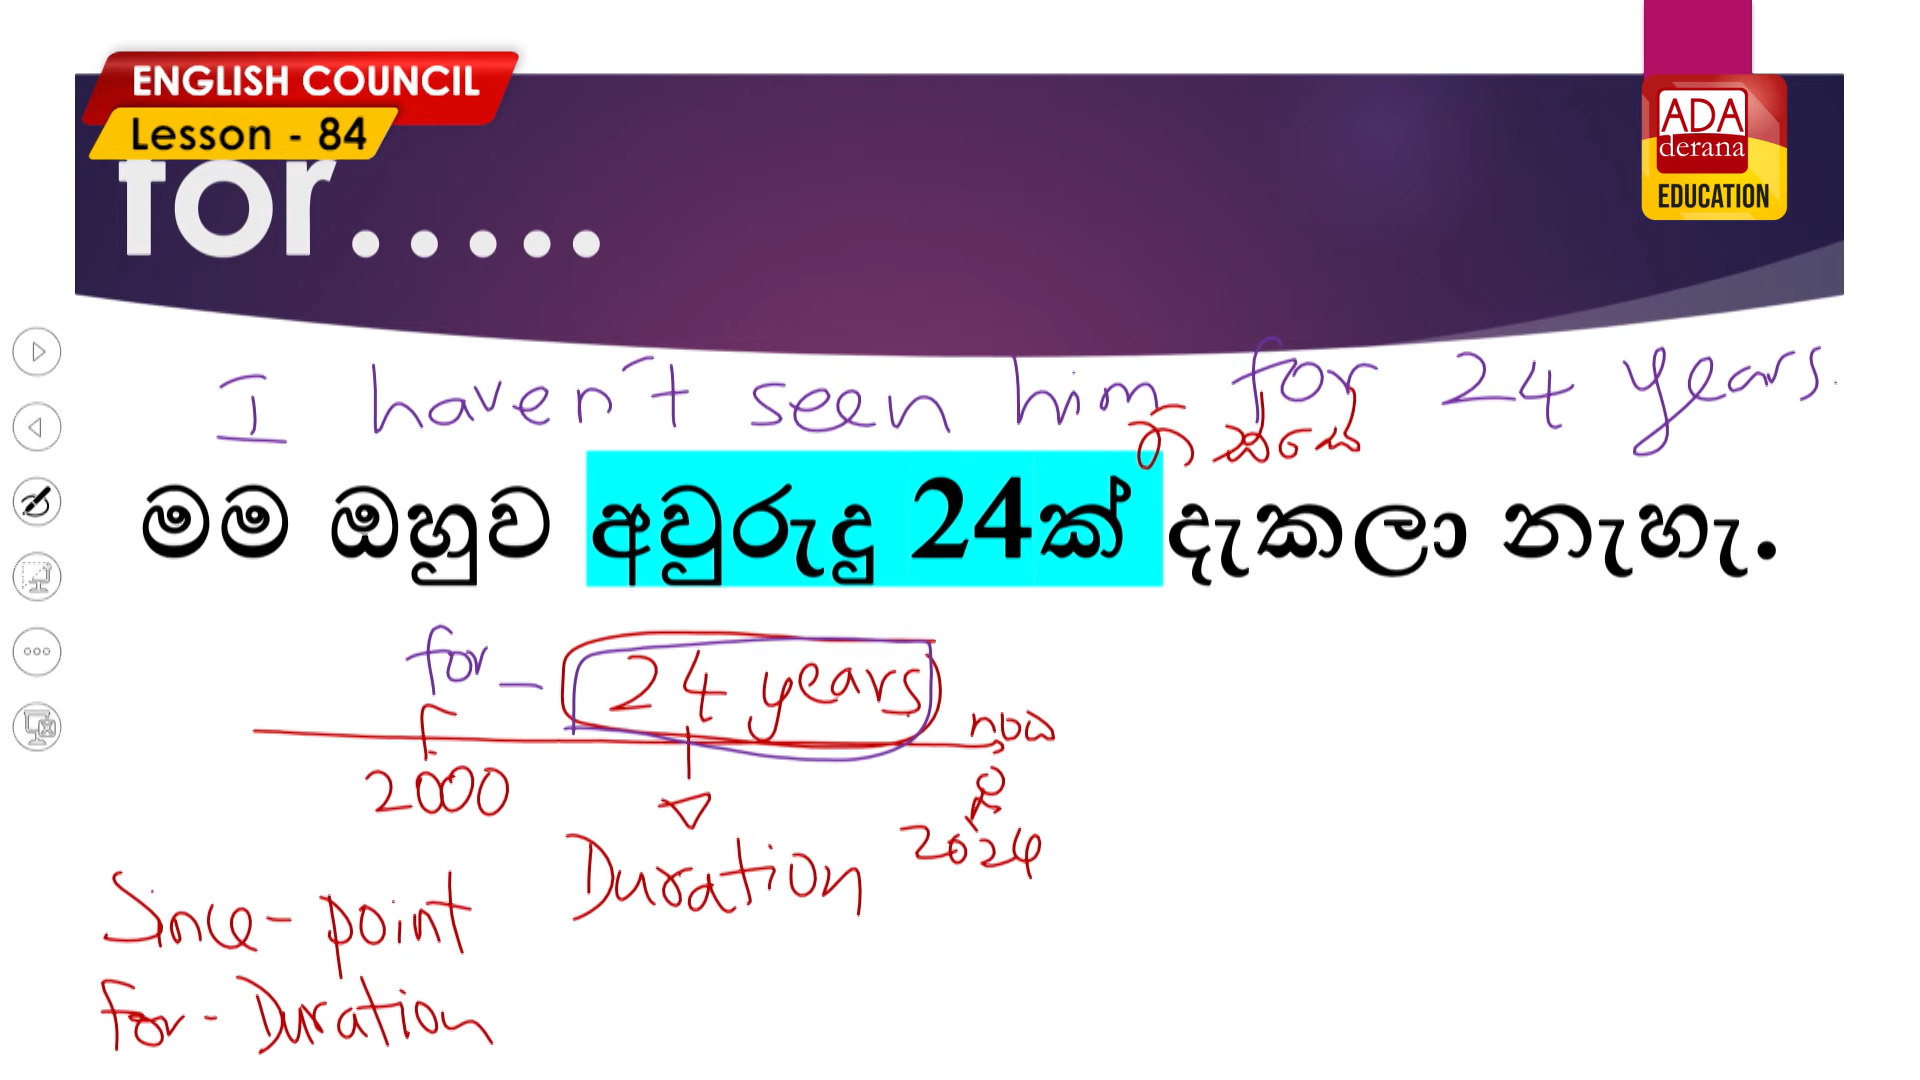 ENGLISH COUNCIL
Lesson - 84
ADA
derana
EDUCATION
for.....
I haven't seen him for 24 years.
මම ඔහුව අවුරුදු 24ක් දැකලා නැහැ.
for - 24 years
now
2000
2024
Duration
Since - point
For - Duration